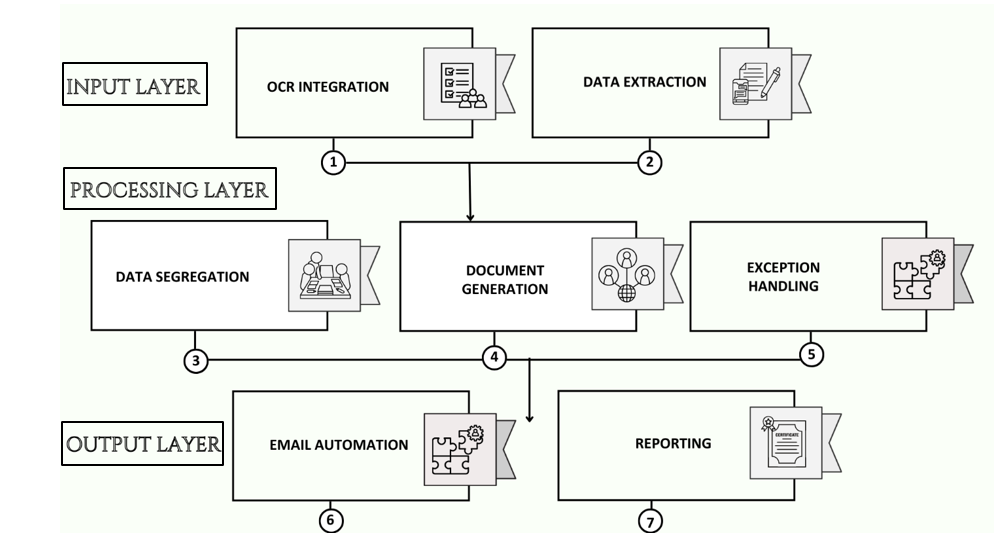 INPUT LAYER
OCR INTEGRATION
DATA EXTRACTION
1
2
PROCESSING LAYER
DATA SEGREGATION
DOCUMENT
GENERATION
EXCEPTION
HANDLING
3
4
5
OUTPUT LAYER
EMAIL AUTOMATION
REPORTING
CERTIFICATE
6
7